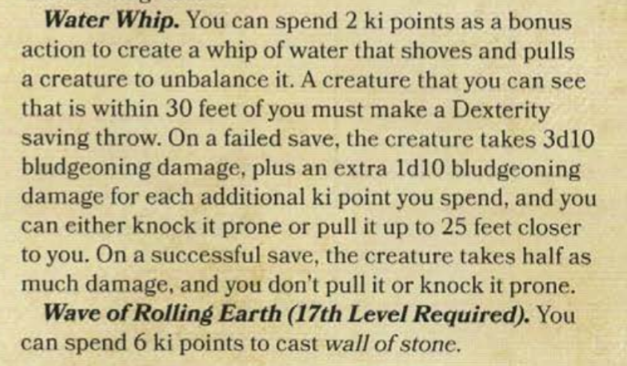 Water Whip. You can spend 2 ki points as a bonus
action to create a whip of water that shoves and pulls
a creature to unbalance it. A creature that you can see
that is within 30 feet of you must make a Dexterity
saving throw. On a failed save, the creature takes 3d10
bludgeoning damage, plus an extra 1d10 bludgeoning
damage for each additional ki point you spend, and you
can either knock it prone or pull it up to 25 feet closer
to you. On a successful save, the creature takes half as
much damage, and you don't pull it or knock it prone.
Wave of Rolling Earth (17th Level Required). You
can spend 6 ki points to cast wall of stone.